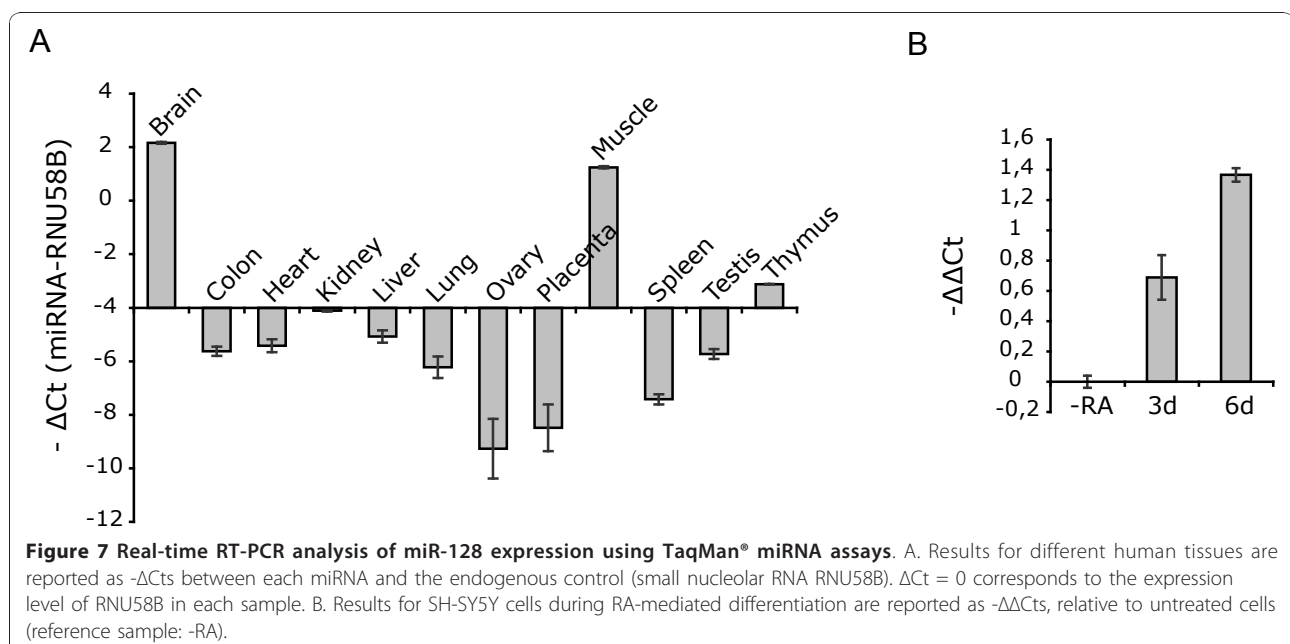 A
- ΔCt (miRNA-RNU58B)
4
2
0
-2
-4
-6
-8
-10
-12
Brain
Colon
Heart
Kidney
Liver
Lung
Ovary
Placenta
Muscle
Spleen
Testis
Thymus
B
-ΔΔCt
1,6
1,4
1,2
1
0,8
0,6
0,4
0,2
0
-0,2
-RA 3d 6d
Figure 7 Real-time RT-PCR analysis of miR-128 expression using TaqMan® miRNA assays. A. Results for different human tissues are
reported as -ΔCts between each miRNA and the endogenous control (small nucleolar RNA RNU58B). ΔCt = 0 corresponds to the expression
level of RNU58B in each sample. B. Results for SH-SY5Y cells during RA-mediated differentiation are reported as -ΔΔCts, relative to untreated cells
(reference sample: -RA).